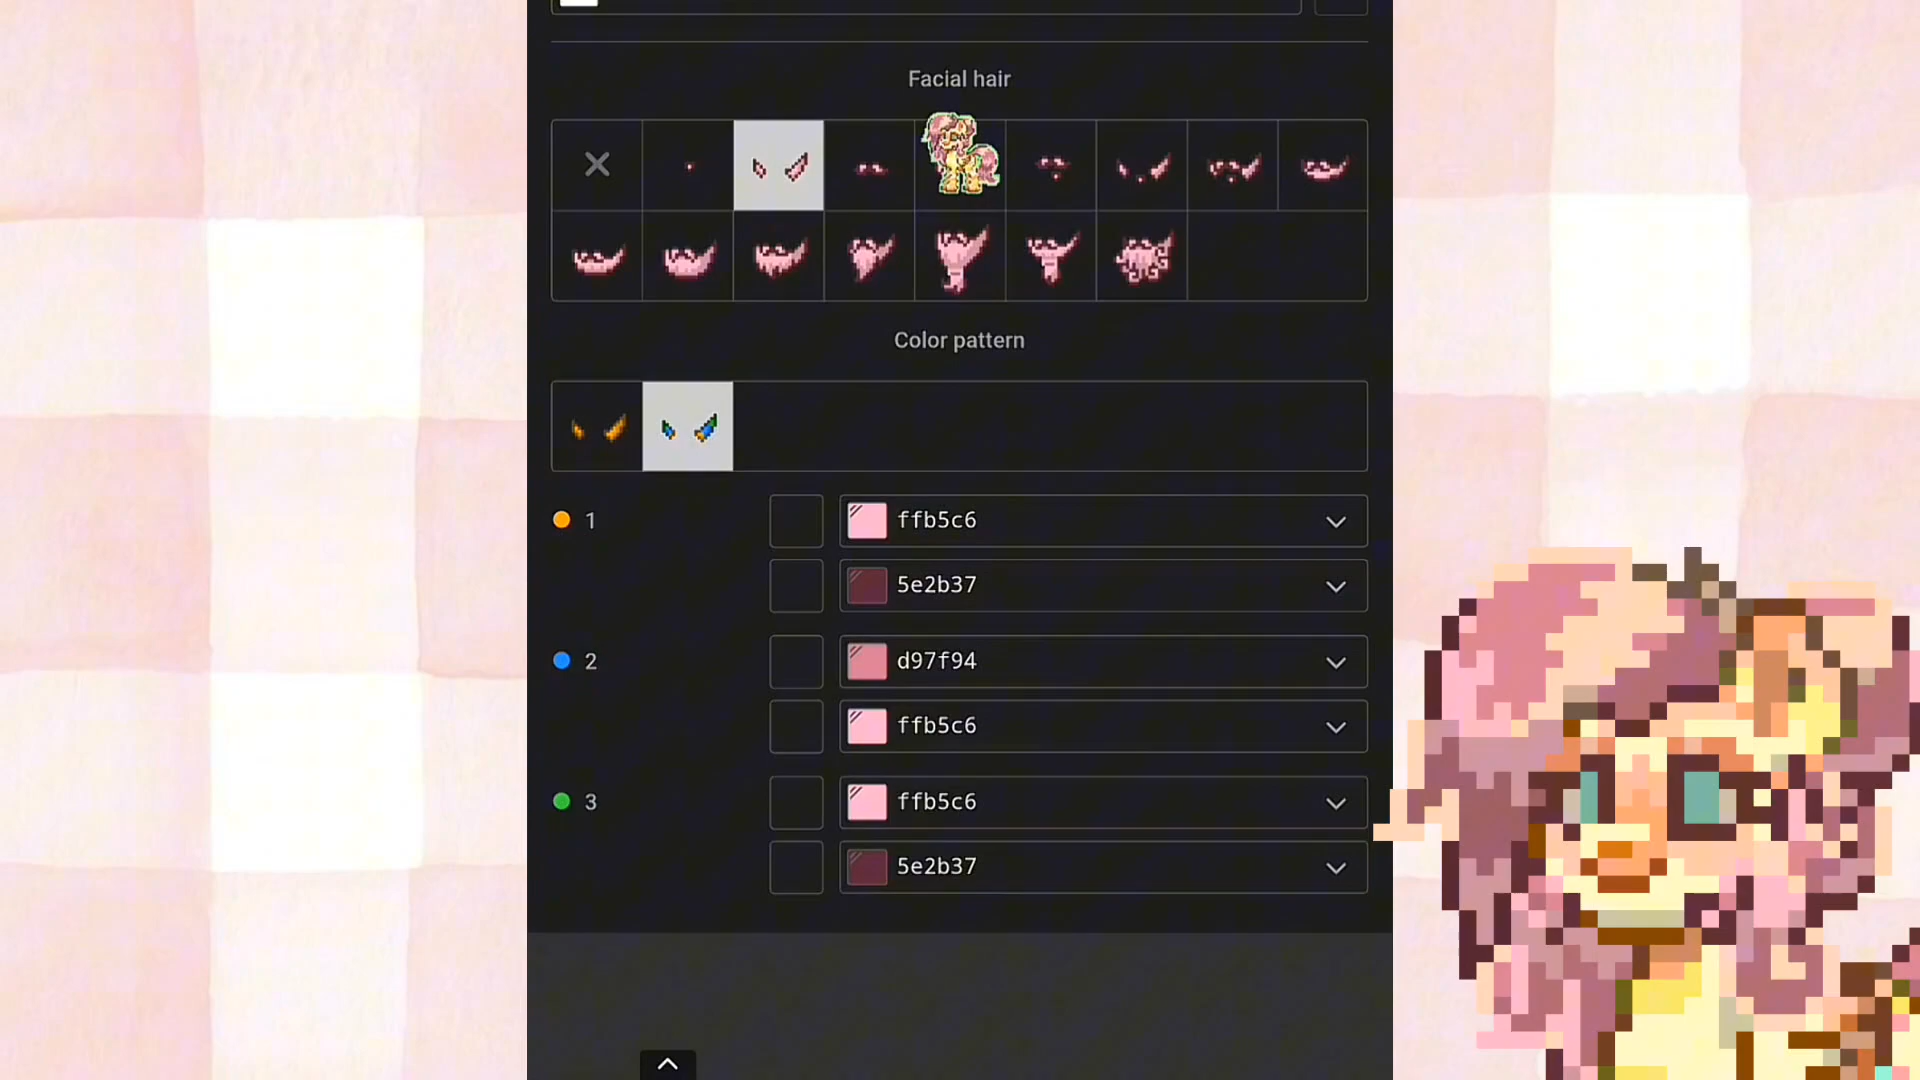 Facial hair
Color pattern
1
ffb5c6
5e2b37
2
d97f94
ffb5c6
3
ffb5c6
5e2b37